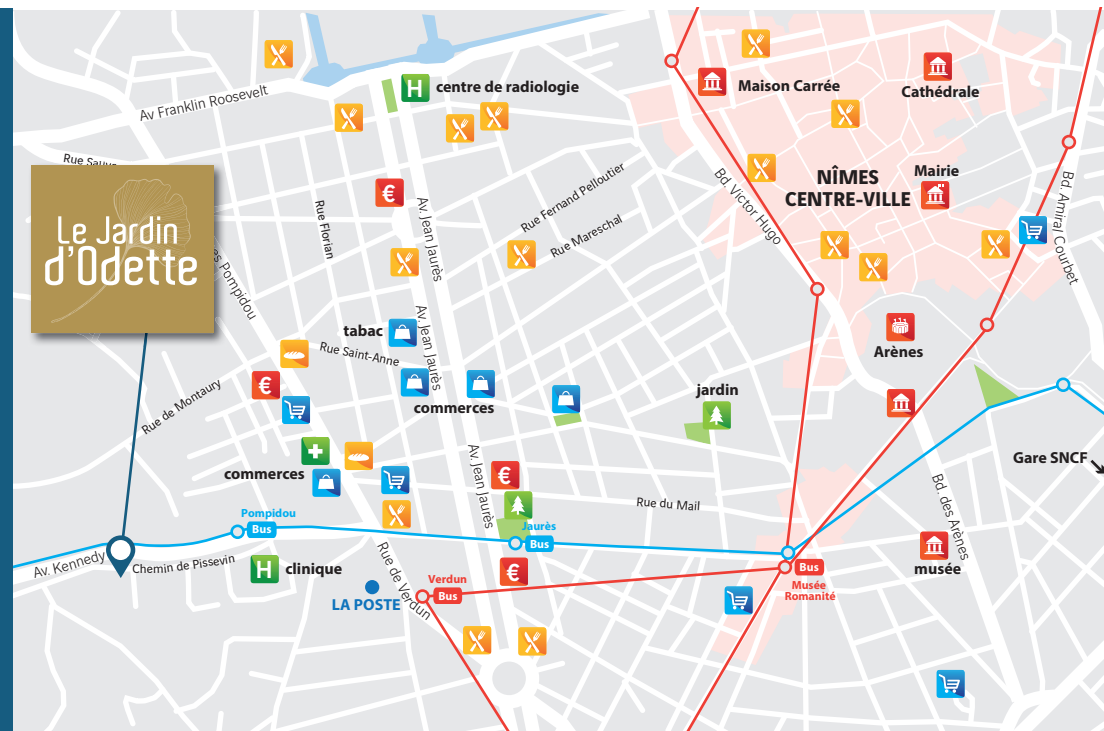 Av Franklin Roosevelt
H
centre de radiologie
Maison Carrée
Cathédrale
Rue
NÎMES
CENTRE-VILLE
Mairie
Bd. Victor Hugo
Bd. Amiral Courbet
Le Jardin
d'Odette
Pompidou
Rue Florian
€
Av. Jean Jaurès
Rue Fernand Pelloutier
Rue Mareschal
tabac
Rue Saint-Anne
Av. Jean Jaurès
Arènes
€
Rue de Montaury
commerces
jardin
commerces
Av. Jean Jaurès
€
Rue du Mail
Gare SNCF
Bd. des Arènes
Pompidou
Bus
Jaurès
Bus
Av. Kennedy
Chemin de Pissevin
H
clinique
LA POSTE
Rue de Verdun
Verdun
Bus
€
Bus
Musée
Romanité
musée